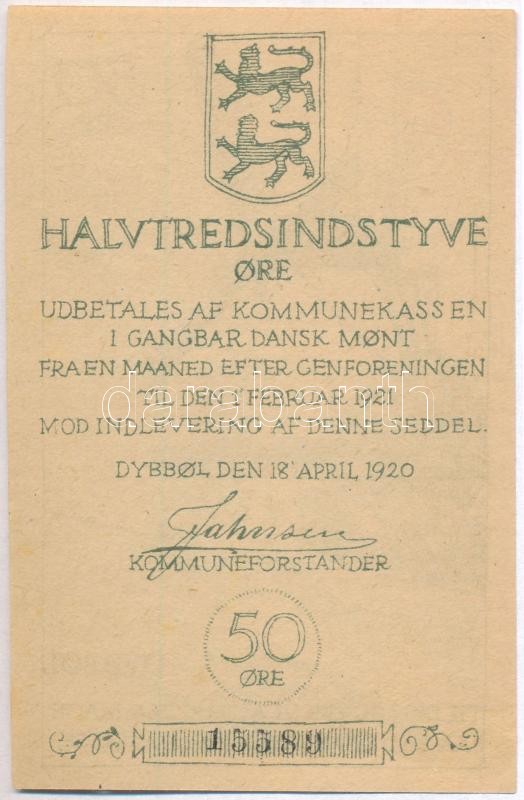 HALVTREDSINDSTYVE
ØRE
UDBETALES AF KOMMUNEKASSEN
I GANGBAR DANSK MØNT
FRA EN MAANED EFTER GENFORENINGEN
TIL DEN 1' FEBRUAR 1921
MOD INDLEVERING AF DENNE SEDDEL.
DYBBØL DEN 18' APRIL 1920
KOMMUNEFORSTANDER
50
ØRE
15589
darabanth